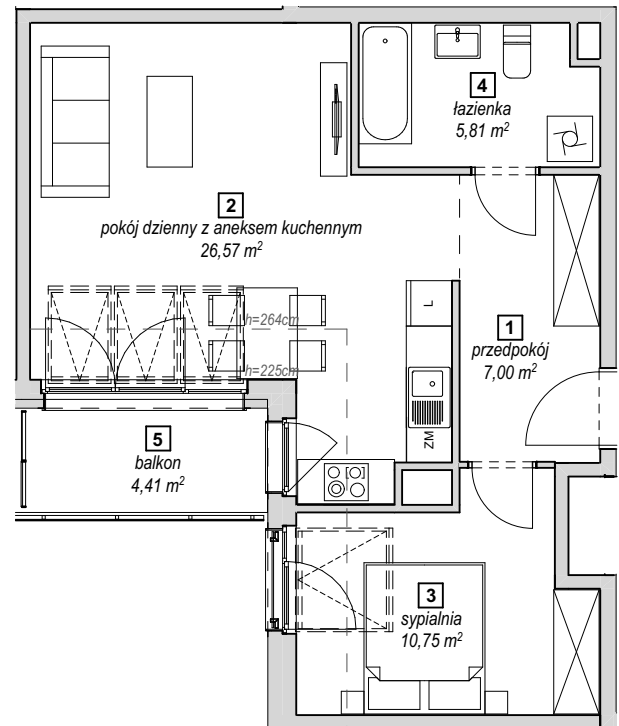 4
łazienka
5,81 m²
2
pokój dzienny z aneksem kuchennym
26,57 m²
L
h=264cm
1
przedpokój
7,00 m²
h=225cm
ZM
5
balkon
4,41 m²
3
sypialnia
10,75 m²